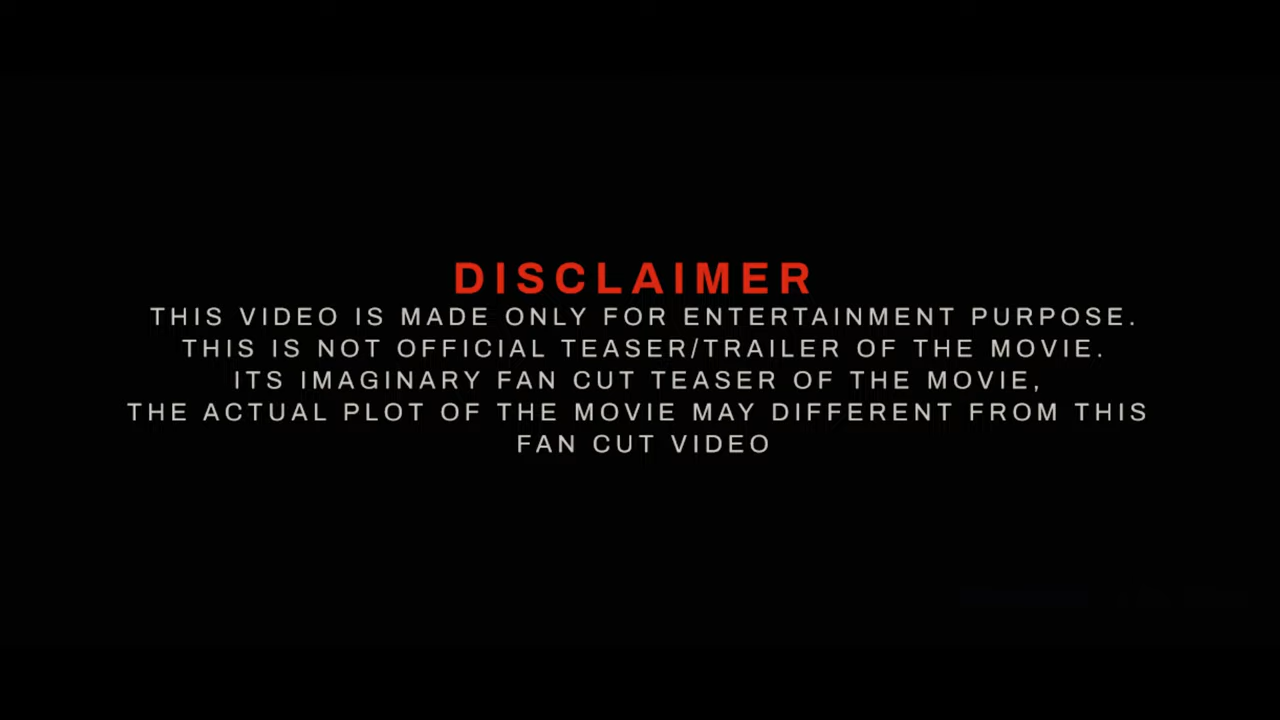 DISCLAIMER
THIS VIDEO IS MADE ONLY FOR ENTERTAINMENT PURPOSE.
THIS IS NOT OFFICIAL TEASER/TRAILER OF THE MOVIE.
ITS IMAGINARY FAN CUT TEASER OF THE MOVIE,
THE ACTUAL PLOT OF THE MOVIE MAY DIFFERENT FROM THIS
FAN CUT VIDEO